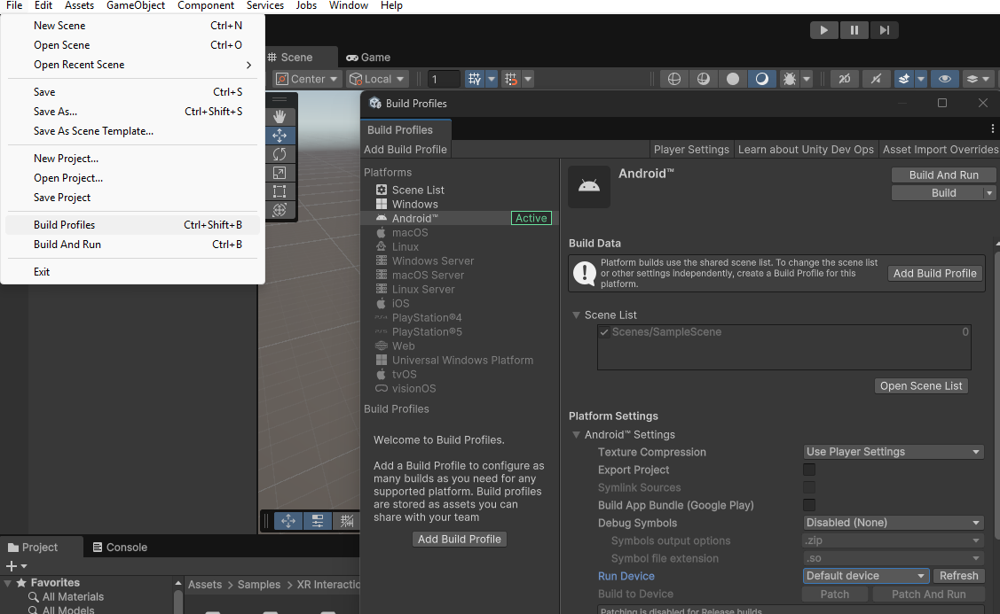 File Edit Assets GameObject Component Services Jobs Window Help
New Scene Ctrl+N
Open Scene Ctrl+O
Open Recent Scene
Save Ctrl+S
Save As... Ctrl+Shift+S
Save As Scene Template...
New Project...
Open Project...
Save Project
Build Profiles Ctrl+Shift+B
Build And Run Ctrl+B
Exit
Scene Game
Center Local 1
2D
Build Profiles
Build Profiles
Add Build Profile Player Settings Learn about Unity Dev Ops Asset Import Overrides
Platforms
Scene List
Windows
Android™ Active
macOS
Linux
Windows Server
macOS Server
Linux Server
iOS
PlayStation®4
PlayStation®5
Web
Universal Windows Platform
tvOS
visionOS
Build Profiles
Welcome to Build Profiles.
Add a Build Profile to configure as
many builds as you need for any
supported platform. Build profiles
are stored as assets you can
share with your team
Add Build Profile
Android™
Build And Run
Build
Build Data
Platform builds use the shared scene list. To change the scene list
or other settings independently, create a Build Profile for this
platform.
Add Build Profile
Scene List
Scenes/SampleScene 0
Open Scene List
Platform Settings
Android™ Settings
Texture Compression Use Player Settings
Export Project
Symlink Sources
Build App Bundle (Google Play)
Debug Symbols Disabled (None)
Symbols output options .zip
Symbol file extension .so
Run Device Default device Refresh
Build to Device Patch Patch And Run
Patching is disabled for Release builds
Project Console
Favorites
All Materials
All Models
Assets > Samples > XR Interactio